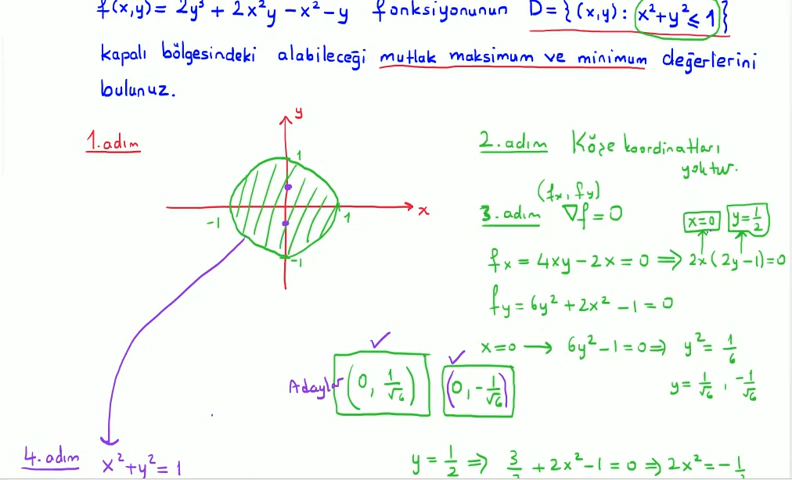 f(x,y) = 2y³ + 2x²y - x² - y fonksiyonunun D = {(x,y) : x²+y² ≤ 1}
kapalı bölgesindeki alabileceği mutlak maksimum ve minimum değerlerini
bulunuz.
1. adım
y
1
-1
1
x
-1
2. adım Köşe koordinatları
yoktur.
(fx, fy)
3. adım ∇f = 0
x=0 y=1/2
fx = 4xy - 2x = 0 ⇒ 2x(2y-1)=0
fy = 6y² + 2x² - 1 = 0
x=0 → 6y² - 1 = 0 ⇒ y² = 1/6
y = 1/√6 , -1/√6
Adaylar (0, 1/√6) ✓ (0, -1/√6) ✓
4. adım x² + y² = 1
y = 1/2 ⇒ 3/2 + 2x² - 1 = 0 ⇒ 2x² = -1/2